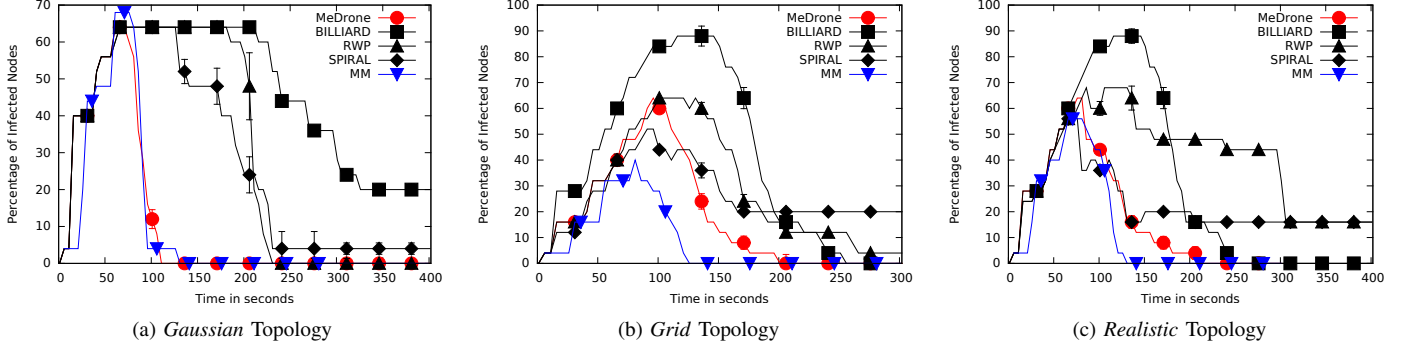 Percentage of Infected Nodes
70
60
50
40
30
20
10
0
0 50 100 150 200 250 300 350 400
Time in seconds
MeDrone
BILLIARD
RWP
SPIRAL
MM
(a) Gaussian Topology
Percentage of Infected Nodes
100
90
80
70
60
50
40
30
20
10
0
0 50 100 150 200 250 300
Time in seconds
MeDrone
BILLIARD
RWP
SPIRAL
MM
(b) Grid Topology
Percentage of Infected Nodes
100
90
80
70
60
50
40
30
20
10
0
0 50 100 150 200 250 300 350 400
Time in seconds
MeDrone
BILLIARD
RWP
SPIRAL
MM
(c) Realistic Topology